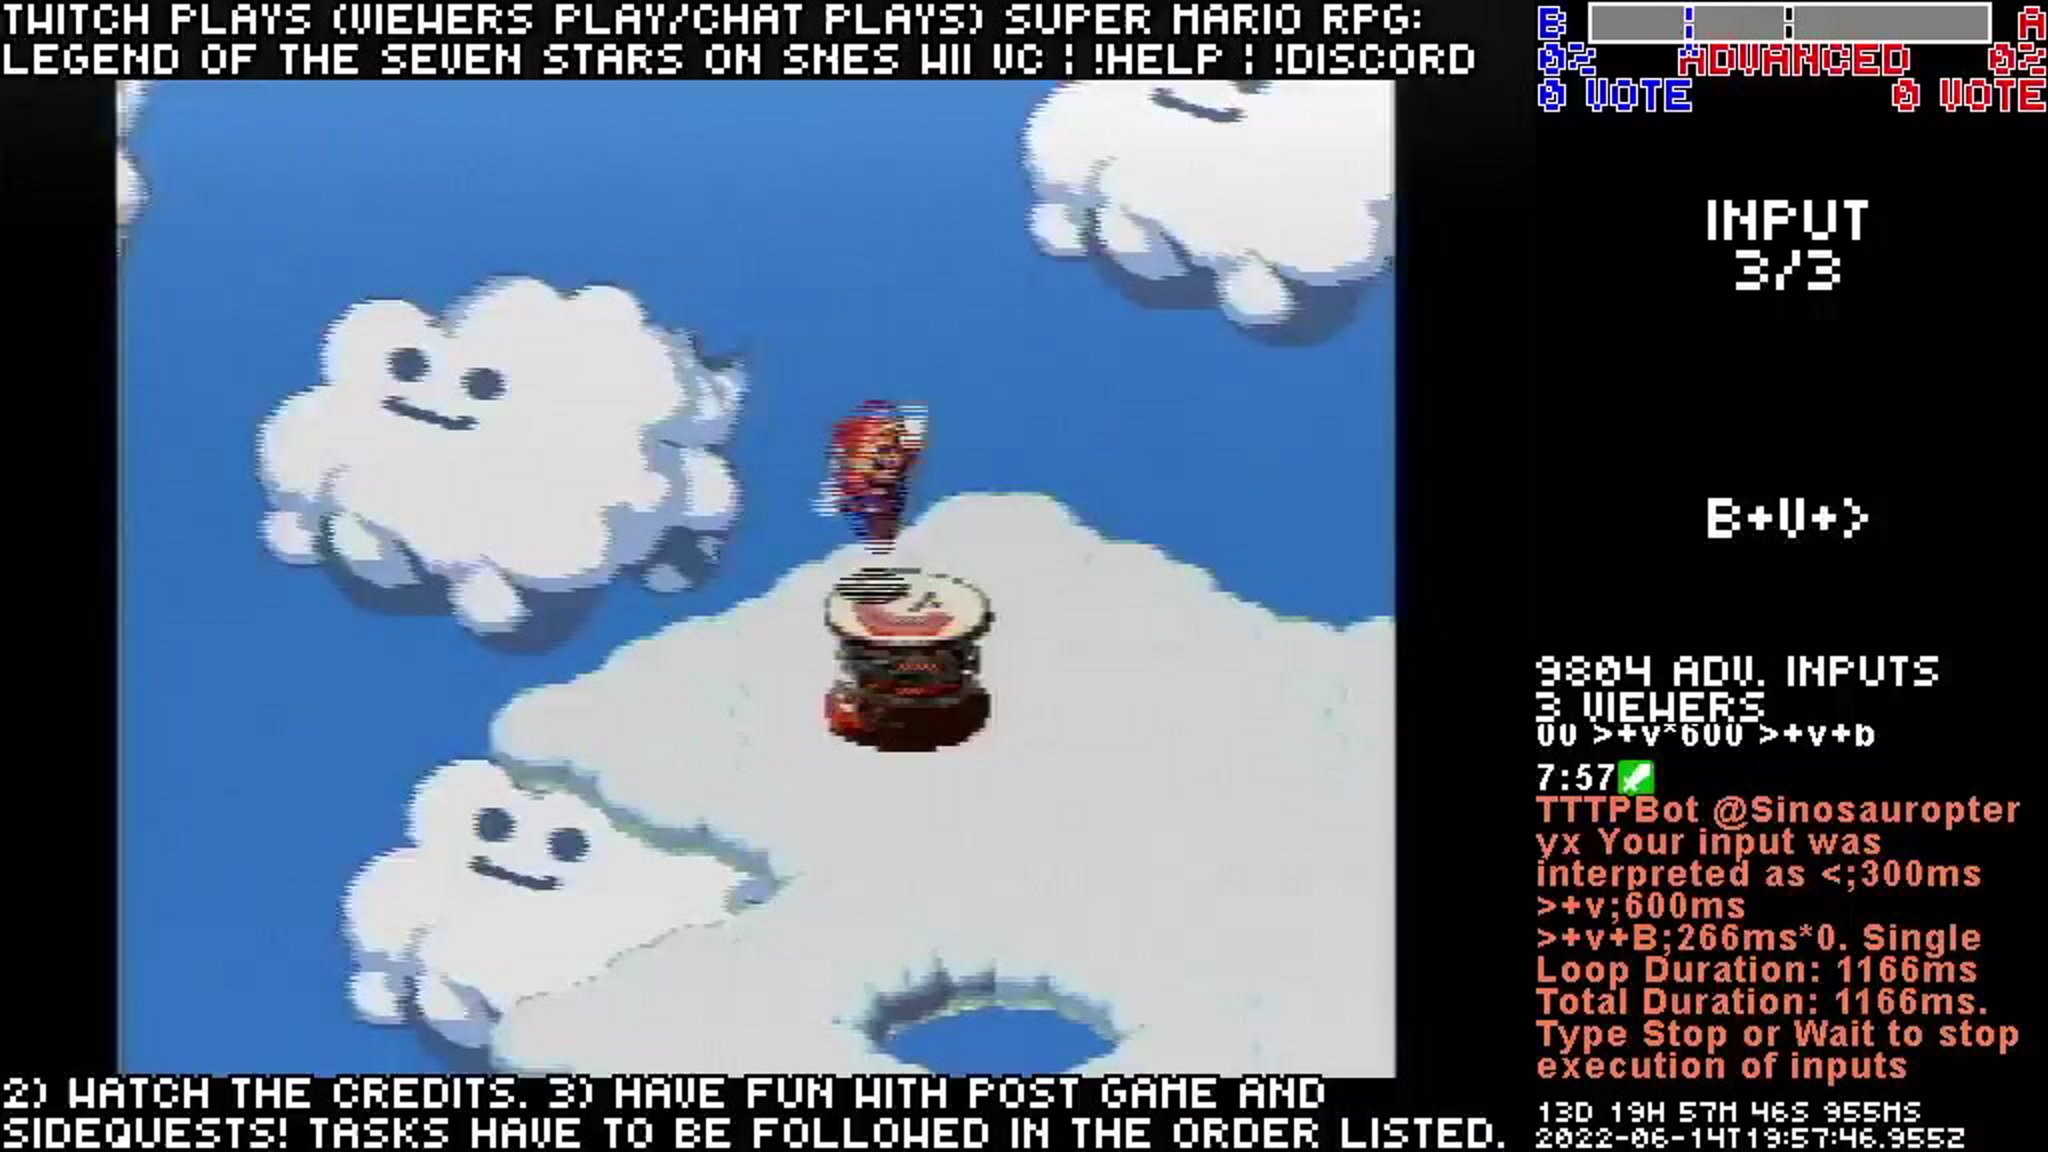 TWITCH PLAYS (VIEWERS PLAY/CHAT PLAYS) SUPER MARIO RPG:
LEGEND OF THE SEVEN STARS ON SNES WII VC ¦ !HELP ¦ !DISCORD
B A
0% ADVANCED 0%
0 VOTE 0 VOTE
INPUT
3/3
B+V+>
9804 ADV. INPUTS
3 VIEWERS
00 >+v*600 >+v+b
7:57
TTTPBot @Sinosauropter
yx Your input was
interpreted as <;300ms
>+v;600ms
>+v+B;266ms*0. Single
Loop Duration: 1166ms
Total Duration: 1166ms.
Type Stop or Wait to stop
execution of inputs
13D 19H 57M 46S 955MS
2022-06-14T19:57:46.955Z
2) WATCH THE CREDITS. 3) HAVE FUN WITH POST GAME AND
SIDEQUESTS! TASKS HAVE TO BE FOLLOWED IN THE ORDER LISTED.